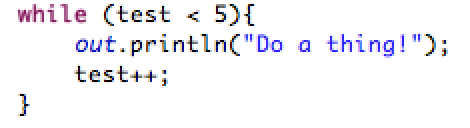 while (test < 5){
    out.println("Do a thing!");
    test++;
}